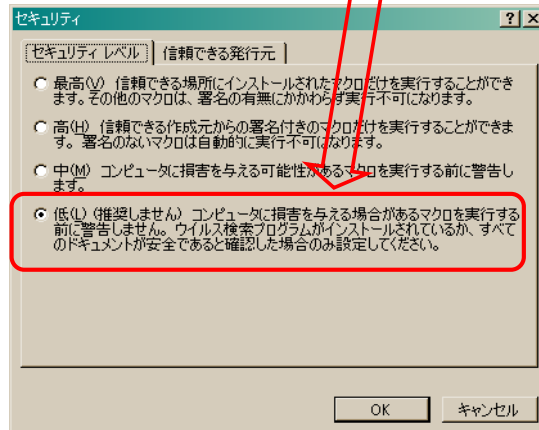 セキュリティ
セキュリティ レベル 信頼できる発行元
最高(V) 信頼できる場所にインストールされたマクロだけを実行することができ
ます。その他のマクロは、署名の有無にかかわらず実行不可になります。
高(H) 信頼できる作成元からの署名付きのマクロだけを実行することができま
す。 署名のないマクロは自動的に実行不可になります。
中(M) コンピュータに損害を与える可能性があるマクロを実行する前に警告し
ます。
低(L) (推奨しません) コンピュータに損害を与える場合があるマクロを実行する
前に警告しません。ウイルス検索プログラムがインストールされているか、すべて
のドキュメントが安全であると確認した場合のみ設定してください。
OK キャンセル